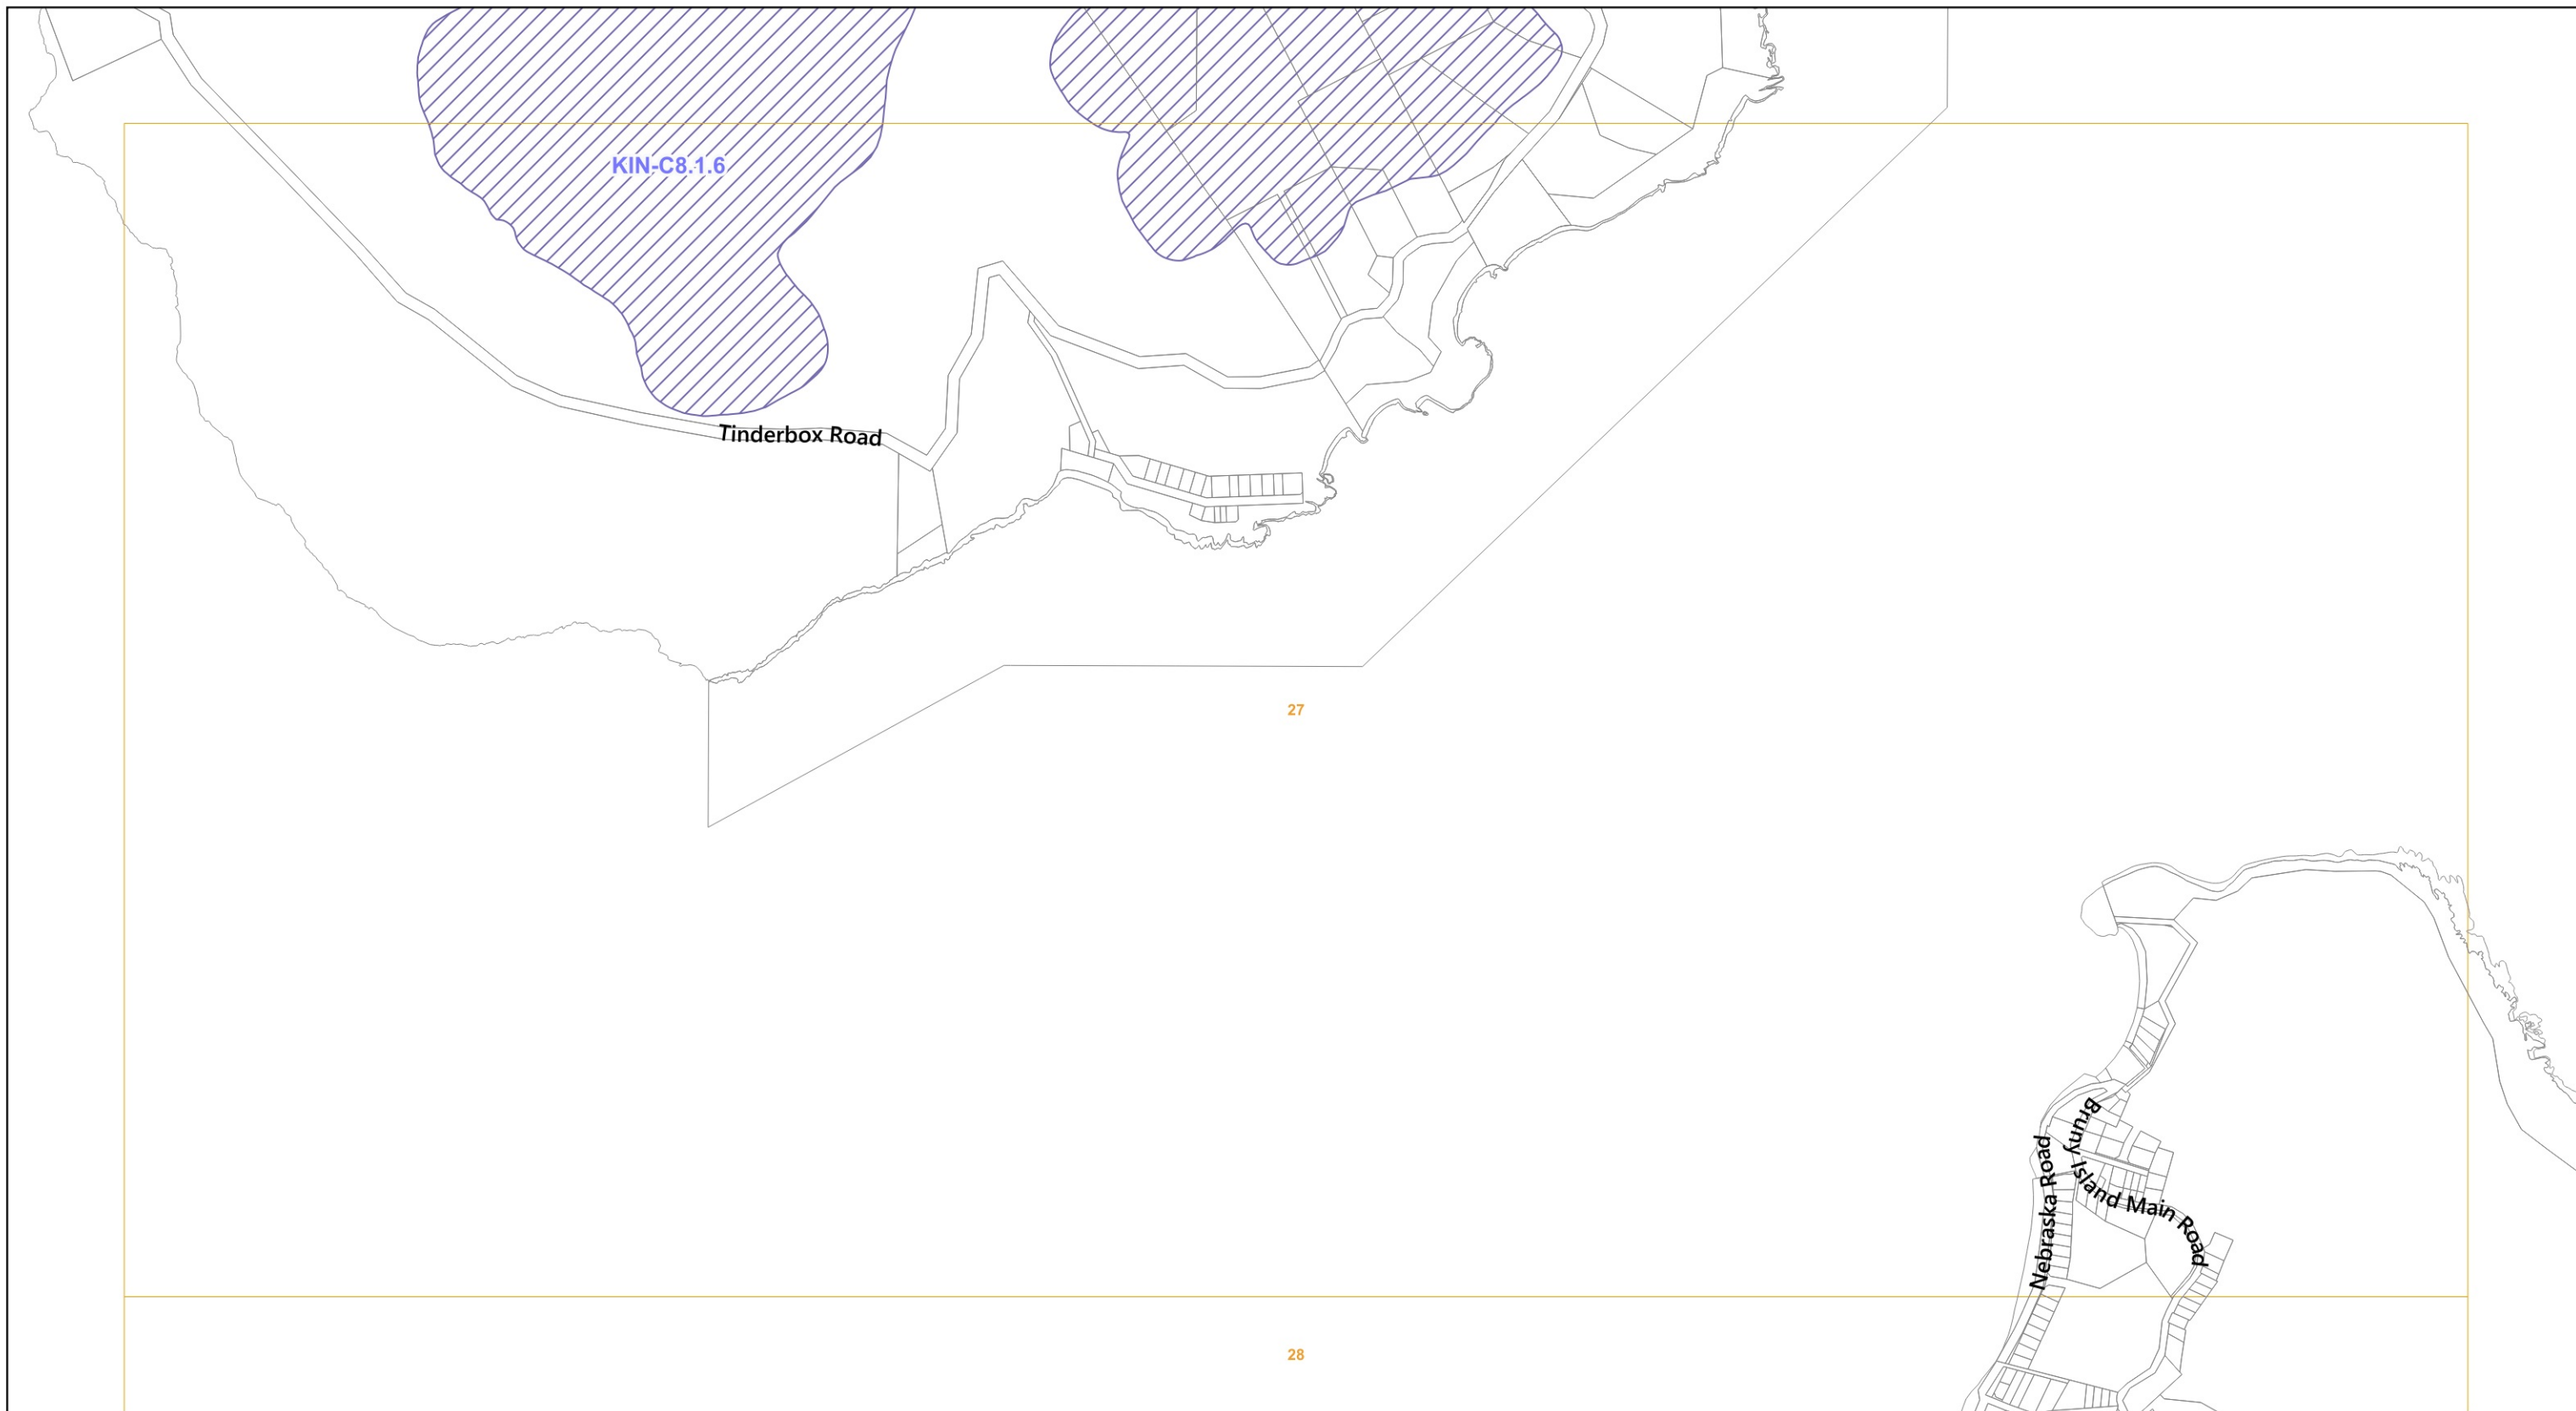 KIN-C8.1.6
Tinderbox Road
27
Bruny Island Main Road
Nebraska Road
28